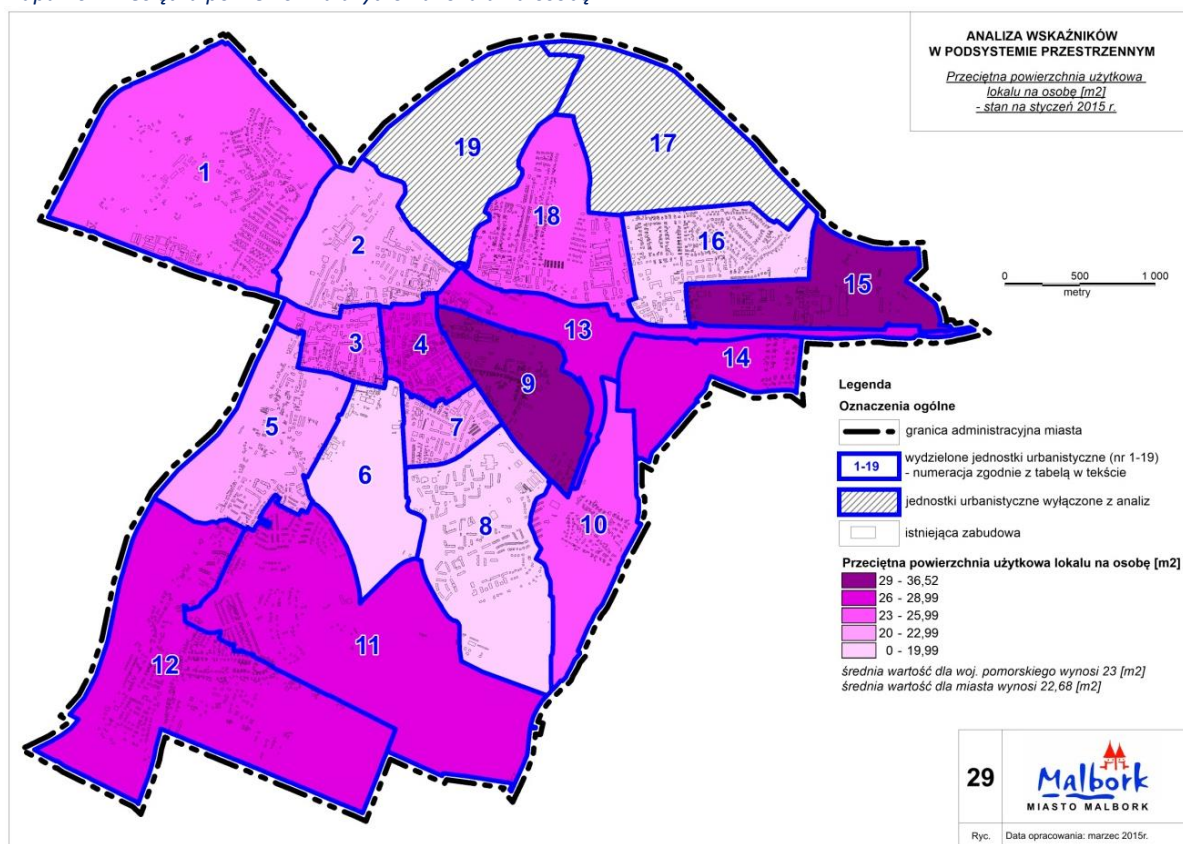 ANALIZA WSKAŹNIKÓW
W PODSYSTEMIE PRZESTRZENNYM
Przeciętna powierzchnia użytkowa
lokalu na osobę [m2]
- stan na styczeń 2015 r.
19
17
1
18
2
16
15
0 500 1 000
metry
13
3
4
14
9
5
7
6
8
10
11
12
Legenda
Oznaczenia ogólne
granica administracyjna miasta
1-19 wydzielone jednostki urbanistyczne (nr 1-19)
- numeracja zgodnie z tabelą w tekście
jednostki urbanistyczne wyłączone z analiz
istniejąca zabudowa
Przeciętna powierzchnia użytkowa lokalu na osobę [m2]
29 - 36,52
26 - 28,99
23 - 25,99
20 - 22,99
0 - 19,99
średnia wartość dla woj. pomorskiego wynosi 23 [m2]
średnia wartość dla miasta wynosi 22,68 [m2]
29
Malbork
MIASTO MALBORK
Ryc. Data opracowania: marzec 2015r.